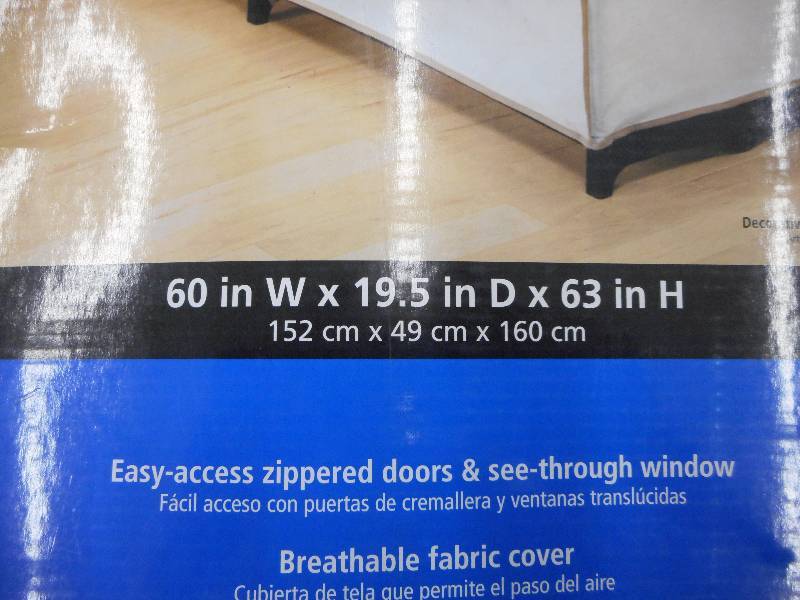 60 in W x 19.5 in D x 63 in H
152 cm x 49 cm x 160 cm
Easy-access zippered doors & see-through window
Fácil acceso con puertas de cremallera y ventanas translúcidas
Breathable fabric cover
Cubierta de tela que permite el paso del aire